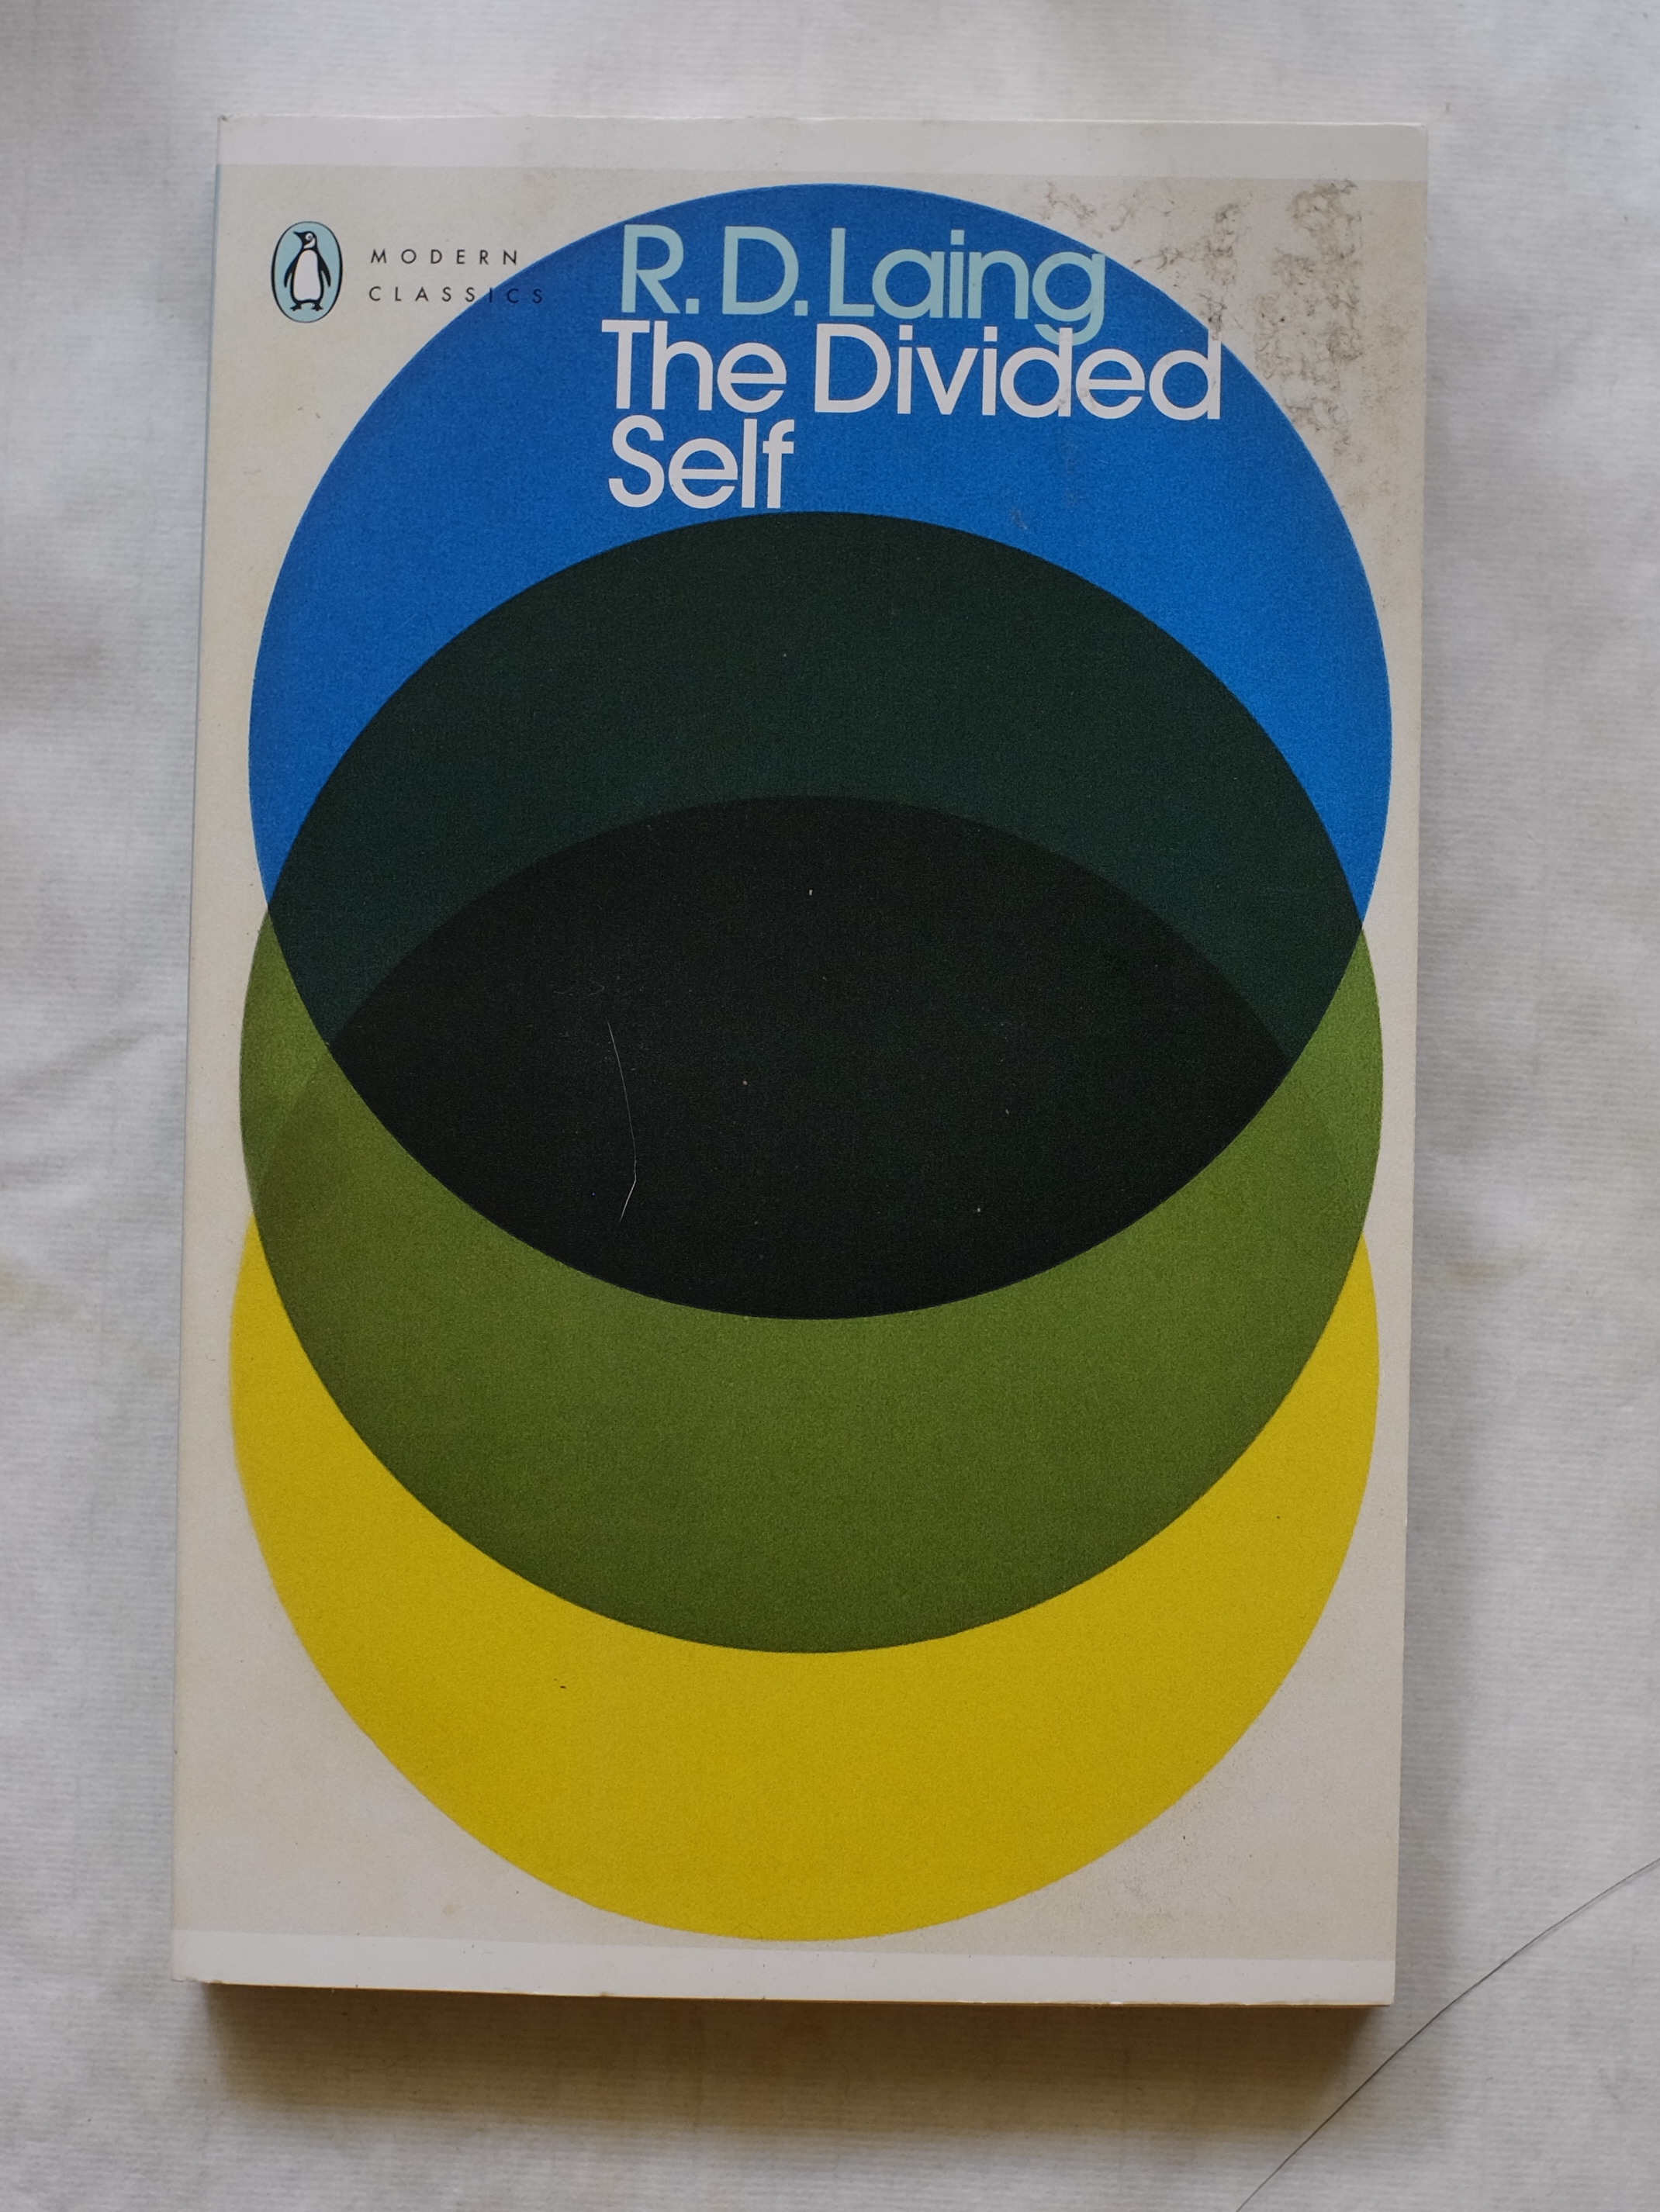 MODERN
CLASSICS
R. D. Laing
The Divided
Self